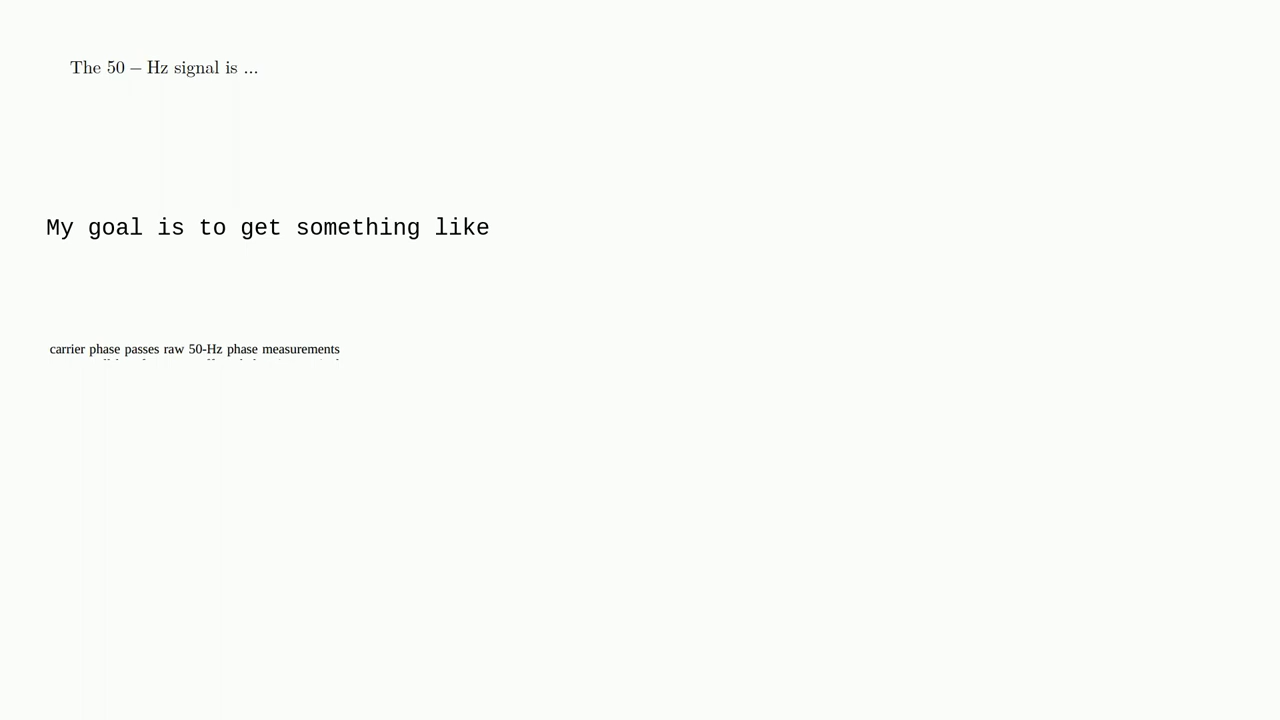 The 50 − Hz signal is ...
My goal is to get something like
carrier phase passes raw 50-Hz phase measurements